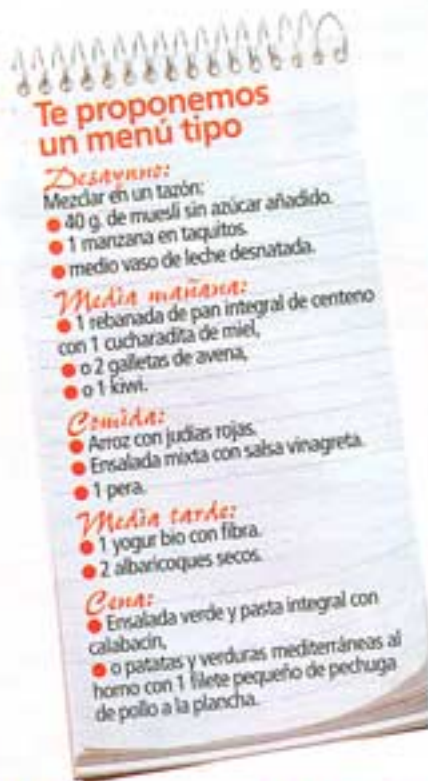 Te proponemos
un menú tipo
Desayuno:
Mezclar en un tazón:
● 40 g. de muesli sin azúcar añadido.
● 1 manzana en taquitos.
● medio vaso de leche desnatada.
Media mañana:
● 1 rebanada de pan integral de centeno
con 1 cucharadita de miel,
● o 2 galletas de avena,
● o 1 kiwi.
Comida:
● Arroz con judías rojas.
● Ensalada mixta con salsa vinagreta.
● 1 pera.
Media tarde:
● 1 yogur bio con fibra.
● 2 albaricoques secos.
Cena:
● Ensalada verde y pasta integral con
calabacín,
● o patatas y verduras mediterráneas al
horno con 1 filete pequeño de pechuga
de pollo a la plancha.